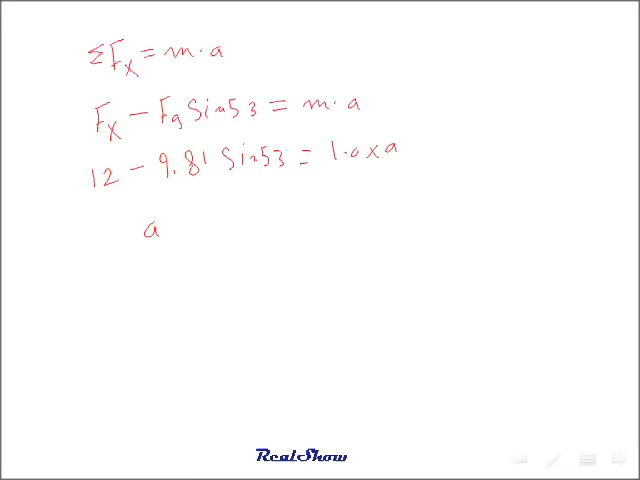 ΣFx = m·a
Fx − Fg Sin53 = m·a
12 − 9.81 Sin53 = 1.0 x a
a
RealShow